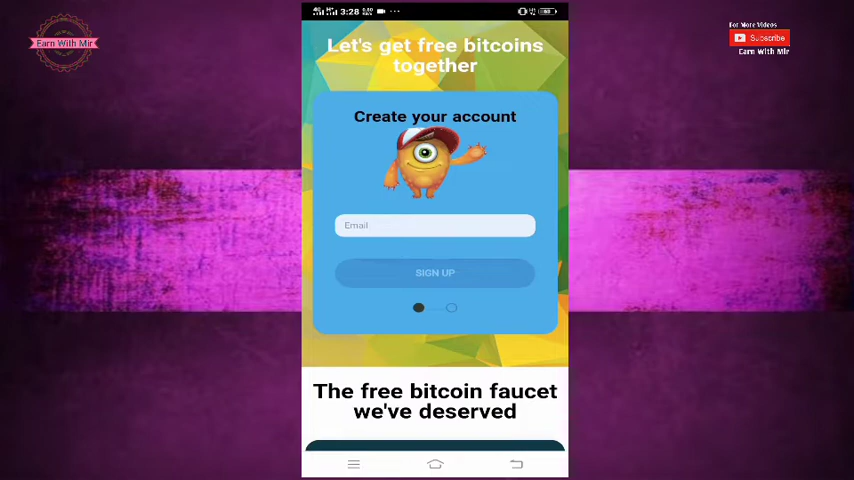 Earn With Mir
3:28
Let's get free bitcoins
together
Create your account
Email
SIGN UP
The free bitcoin faucet
we've deserved
For More Videos
Subscribe
Earn With Mir